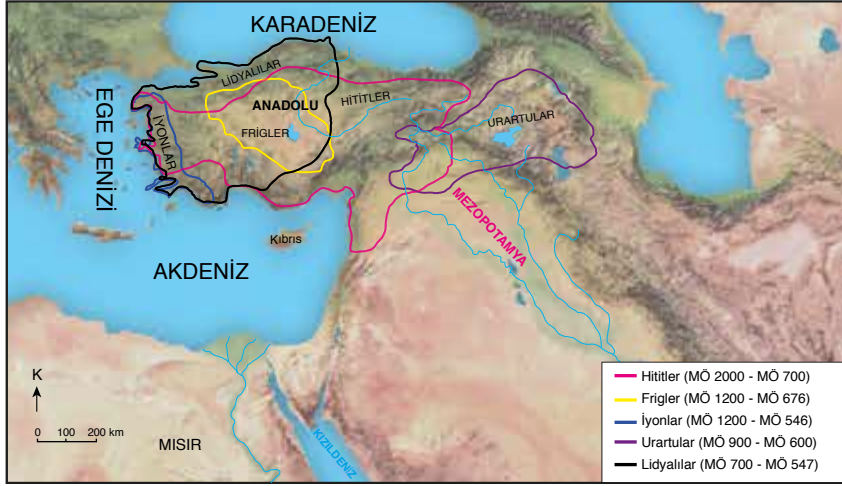 KARADENİZ
LİDYALILAR
ANADOLU
HİTİTLER
FRİGLER
URARTULAR
EGE DENİZİ
İYONLAR
MEZOPOTAMYA
Kıbrıs
AKDENİZ
K
0 100 200 km
MISIR
KIZILDENİZ
Hititler (MÖ 2000 - MÖ 700)
Frigler (MÖ 1200 - MÖ 676)
İyonlar (MÖ 1200 - MÖ 546)
Urartular (MÖ 900 - MÖ 600)
Lidyalılar (MÖ 700 - MÖ 547)